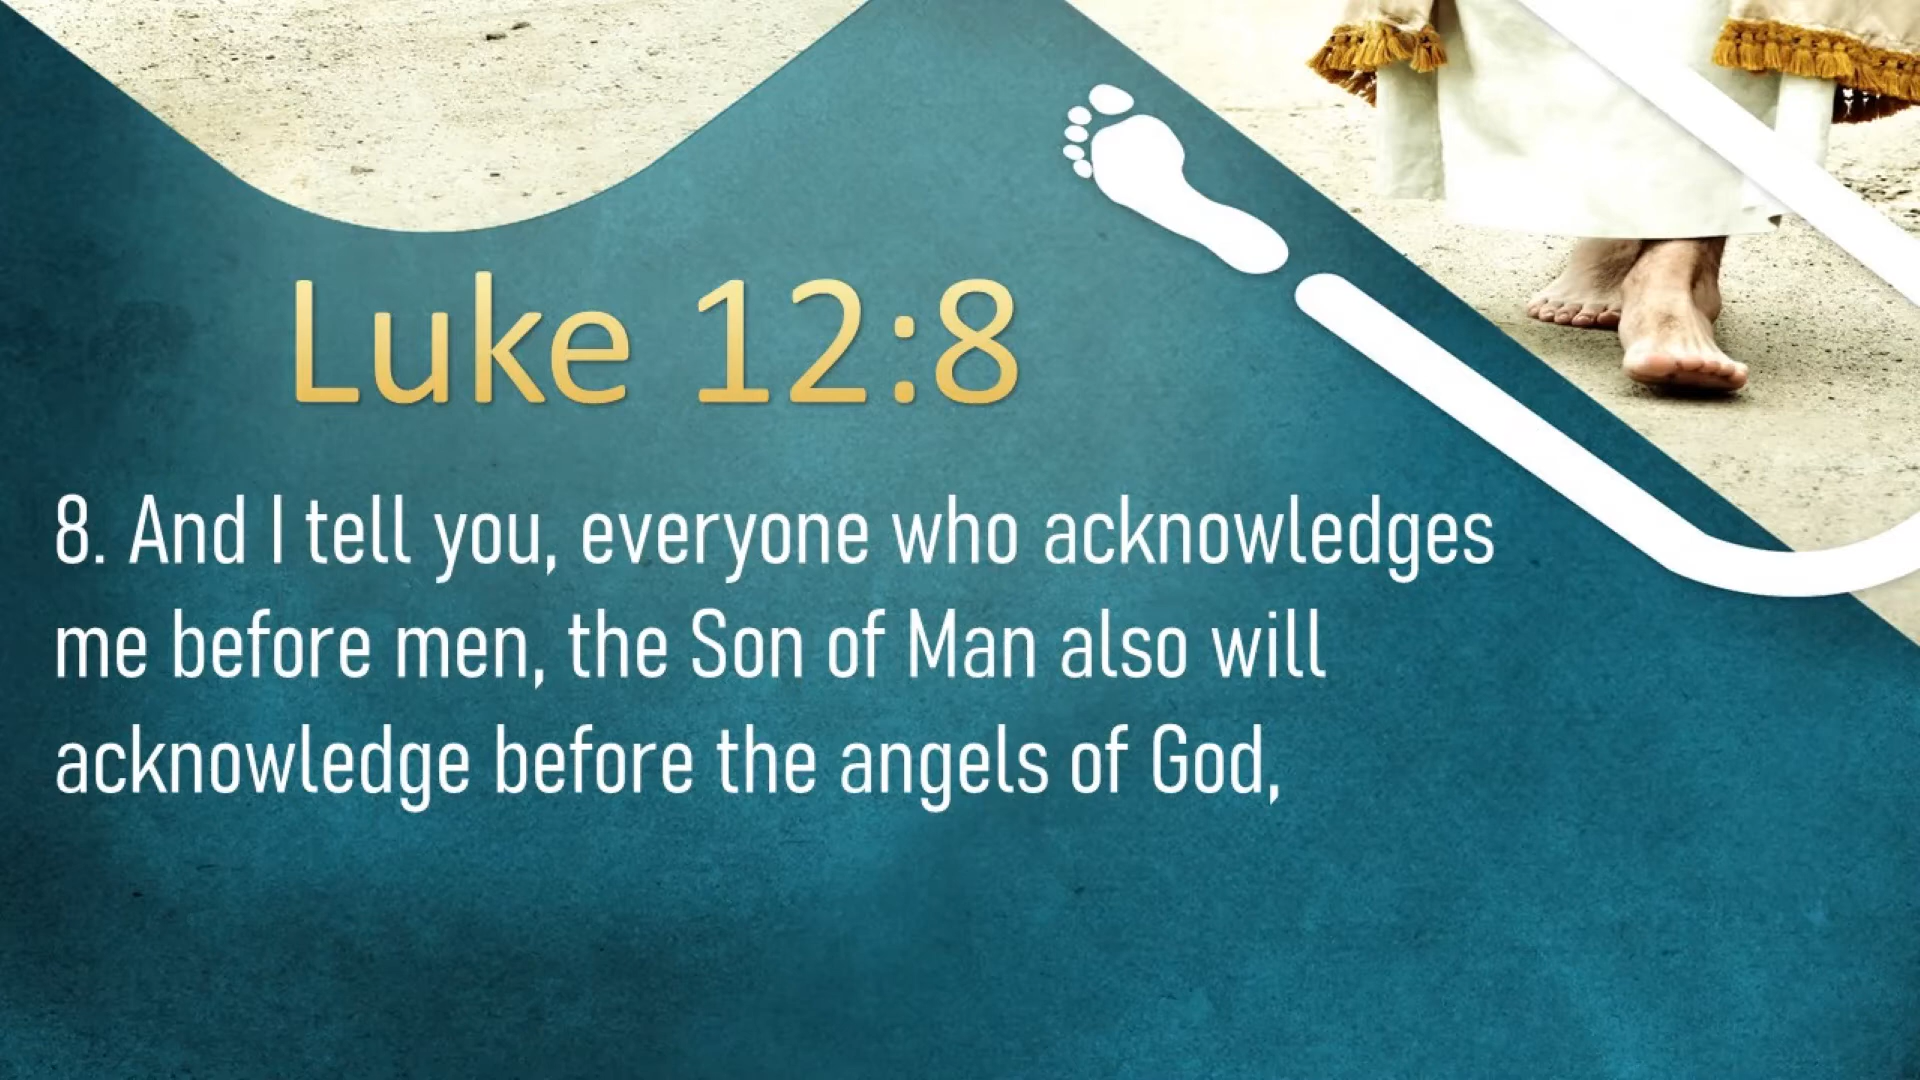 Luke 12:8
8. And I tell you, everyone who acknowledges
me before men, the Son of Man also will
acknowledge before the angels of God,